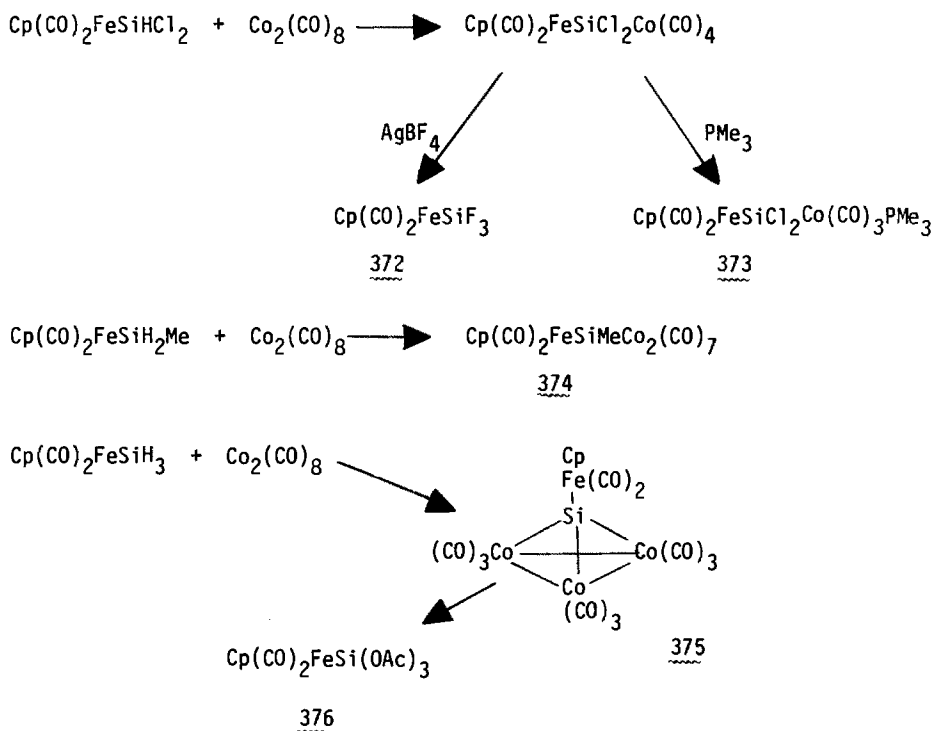 Cp(CO)2FeSiHCl2 + Co2(CO)8 Cp(CO)2FeSiCl2Co(CO)4
AgBF4 PMe3
Cp(CO)2FeSiF3 Cp(CO)2FeSiCl2Co(CO)3PMe3
372 373
Cp(CO)2FeSiH2Me + Co2(CO)8 Cp(CO)2FeSiMeCo2(CO)7
374
Cp(CO)2FeSiH3 + Co2(CO)8
Cp
Fe(CO)2
Si
(CO)3Co Co(CO)3
Co
(CO)3
375
Cp(CO)2FeSi(OAc)3
376